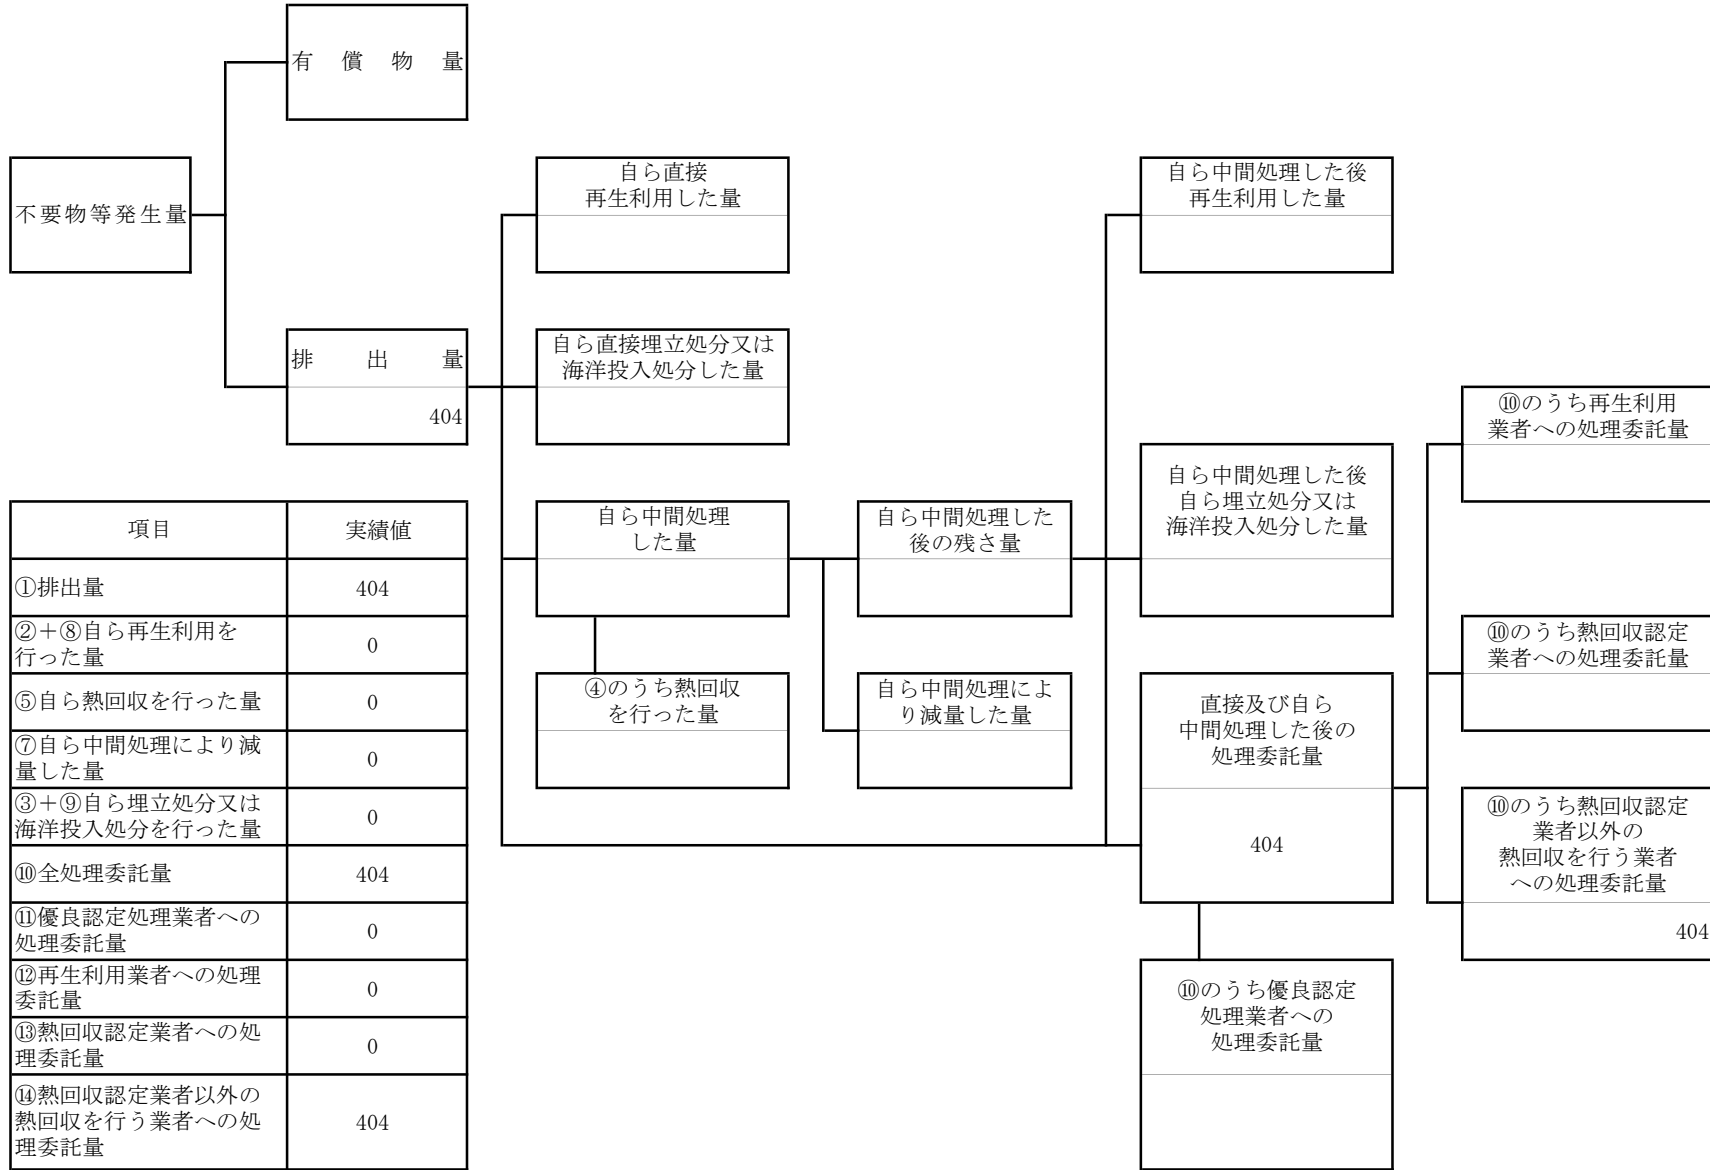 有償物量
不要物等発生量
自ら直接
再生利用した量
自ら中間処理した後
再生利用した量
排出量
404
自ら直接埋立処分又は
海洋投入処分した量
⑩のうち再生利用
業者への処理委託量
自ら中間処理した後
自ら埋立処分又は
海洋投入処分した量
自ら中間処理
した量
自ら中間処理した
後の残さ量
⑩のうち熱回収認定
業者への処理委託量
④のうち熱回収
を行った量
自ら中間処理によ
り減量した量
直接及び自ら
中間処理した後の
処理委託量
404
⑩のうち熱回収認定
業者以外の
熱回収を行う業者
への処理委託量
404
⑩のうち優良認定
処理業者への
処理委託量
項目 実績値
①排出量 404
②+⑧自ら再生利用を
行った量 0
⑤自ら熱回収を行った量 0
⑦自ら中間処理により減
量した量 0
③+⑨自ら埋立処分又は
海洋投入処分を行った量 0
⑩全処理委託量 404
⑪優良認定処理業者への
処理委託量 0
⑫再生利用業者への処理
委託量 0
⑬熱回収認定業者への処
理委託量 0
⑭熱回収認定業者以外の
熱回収を行う業者への処
理委託量 404